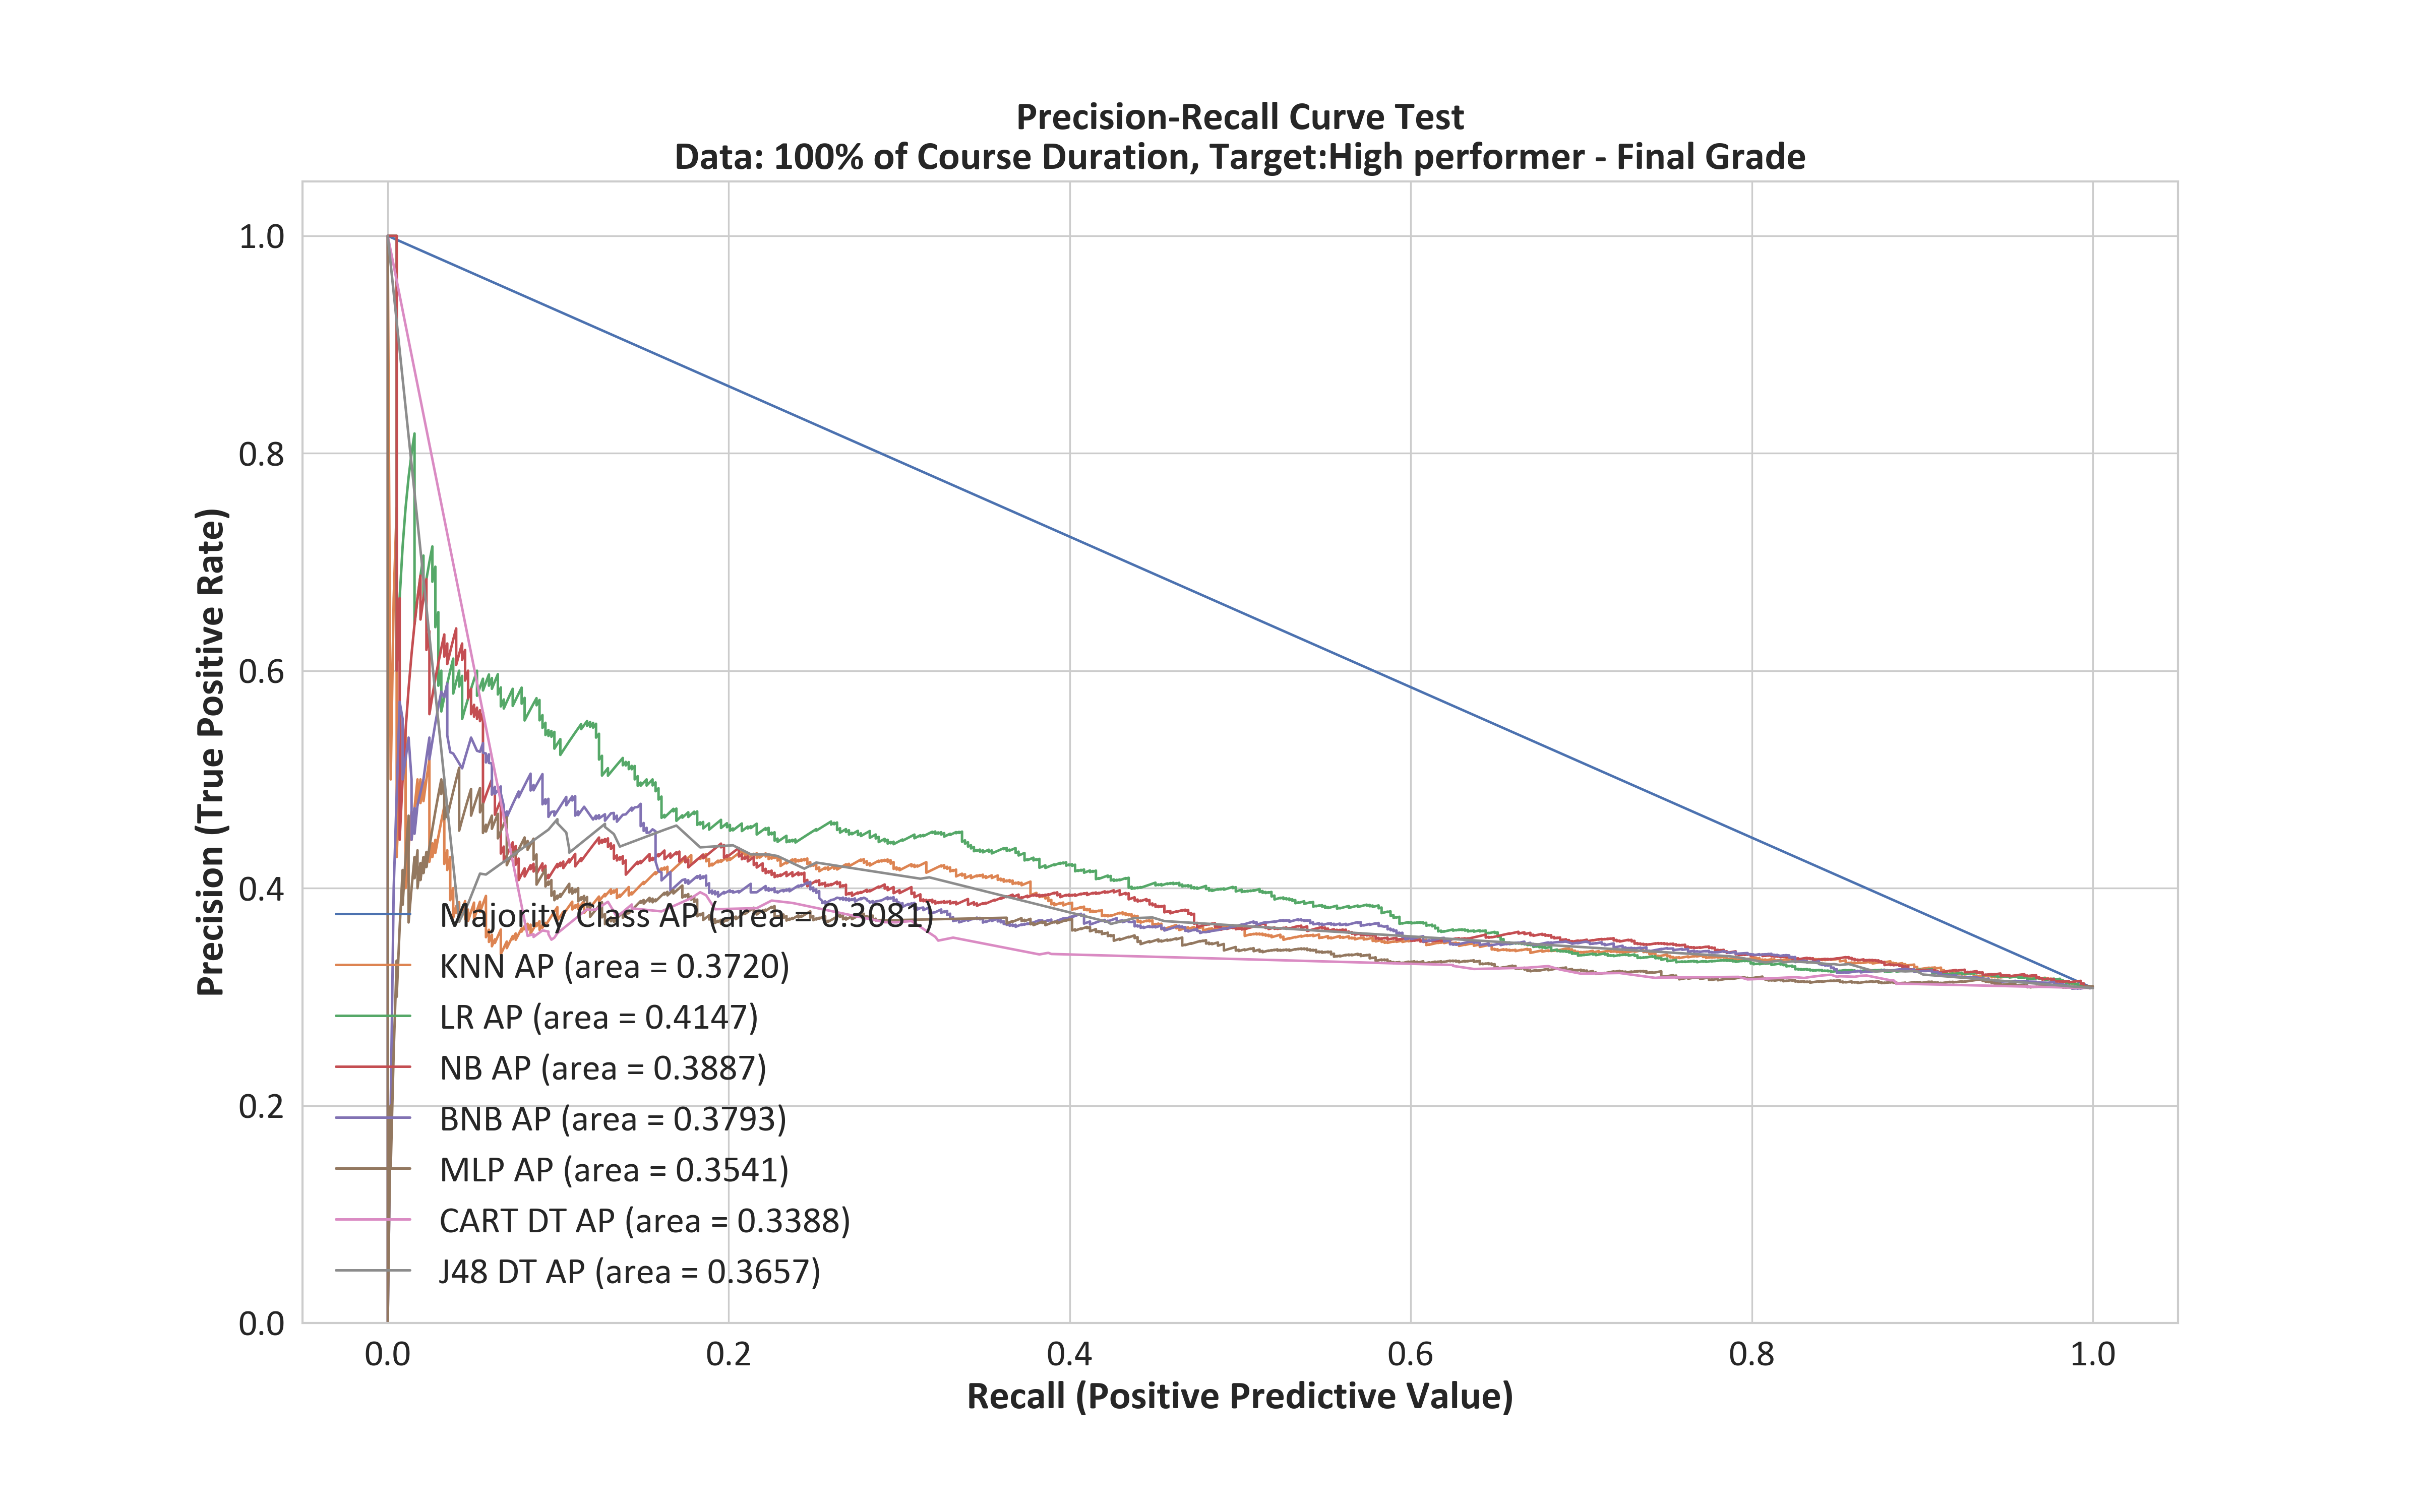 Precision-Recall Curve Test
Data: 100% of Course Duration, Target:High performer - Final Grade
Precision (True Positive Rate)
1.0
0.8
0.6
0.4
0.2
0.0
Majority Class AP (area = 0.3081)
KNN AP (area = 0.3720)
LR AP (area = 0.4147)
NB AP (area = 0.3887)
BNB AP (area = 0.3793)
MLP AP (area = 0.3541)
CART DT AP (area = 0.3388)
J48 DT AP (area = 0.3657)
0.0 0.2 0.4 0.6 0.8 1.0
Recall (Positive Predictive Value)